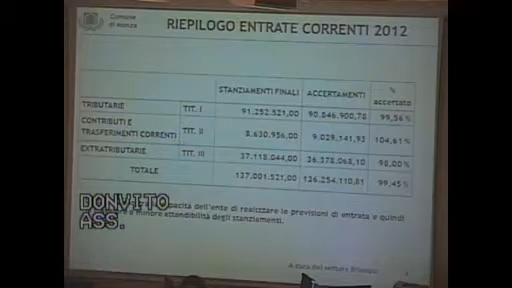 Comune
di Monza
RIEPILOGO ENTRATE CORRENTI 2012
STANZIAMENTI FINALI ACCERTAMENTI % accertato
TRIBUTARIE TIT. I 91.252.521,00 90.846.900,78 99,56%
CONTRIBUTI E
TRASFERIMENTI CORRENTI TIT. II 8.630.956,00 9.029.141,93 104,61%
EXTRATRIBUTARIE TIT. III 37.118.044,00 36.378.068,10 98,00%
TOTALE 137.001.521,00 136.254.110,81 99,45%
capacità dell'ente di realizzare le previsioni di entrata e quindi
o minore attendibilità degli stanziamenti.
DONVITO
ASS.
A cura del settore Bilancio